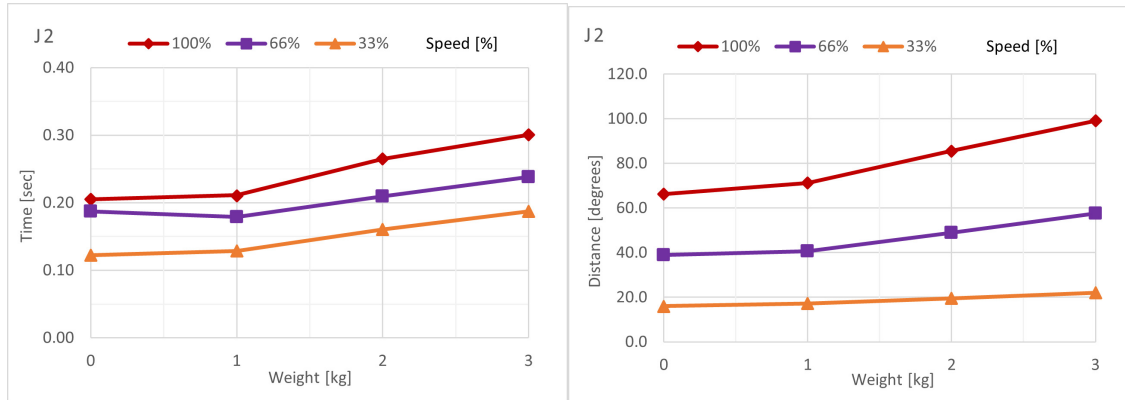 J2
100% 66% 33% Speed [%]
0.40
0.30
0.20
0.10
0.00
Time [sec]
0 1 2 3
Weight [kg]
J2
100% 66% 33% Speed [%]
120.0
100.0
80.0
60.0
40.0
20.0
0.0
Distance [degrees]
0 1 2 3
Weight [kg]